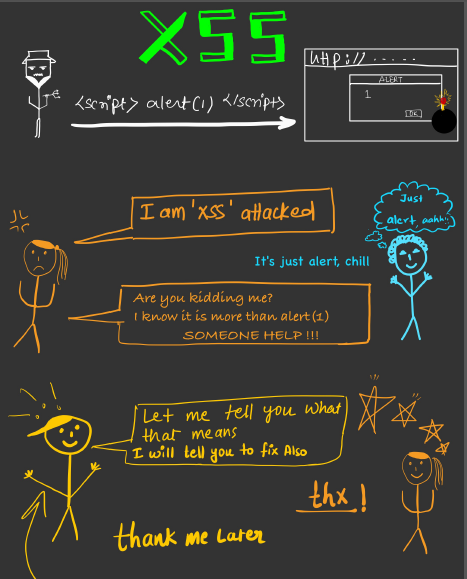 XSS
http://.....
<script> alert(1) </script>
ALERT
1
OK
I am 'XSS' attacked
Just
alert, aahh!!
It's just alert, chill
Are you kidding me?
I know it is more than alert(1)
SOMEONE HELP !!!
Let me tell you what
that means
I will tell you to fix Also
thx!
thank me Later